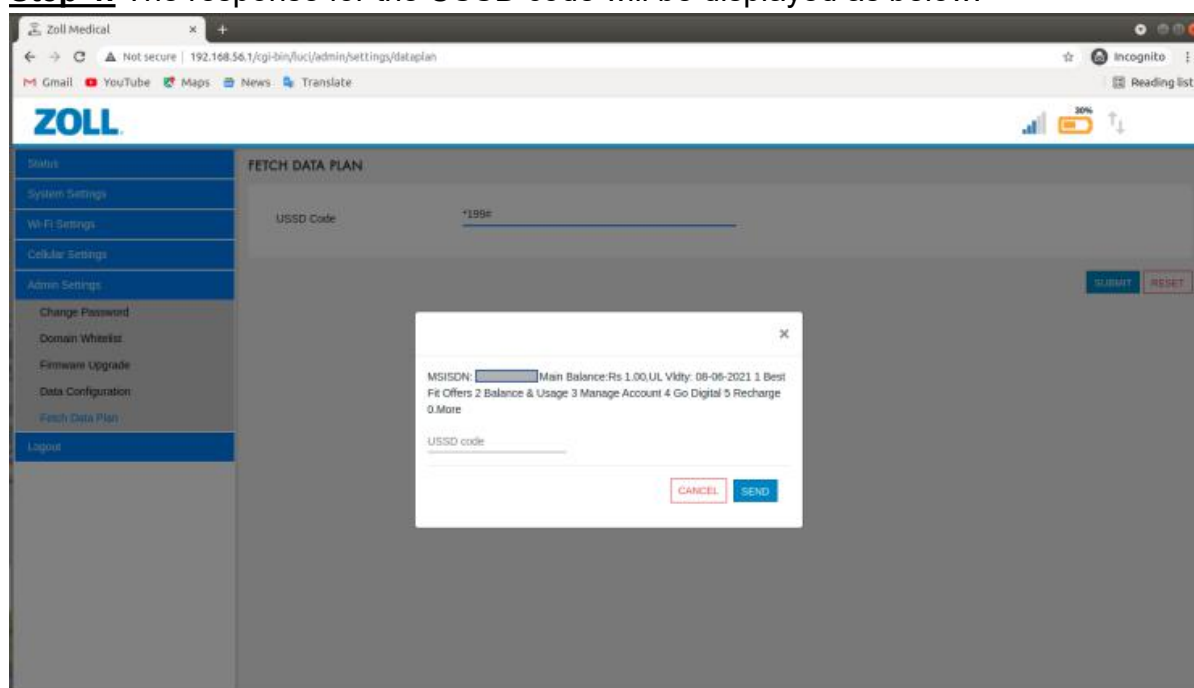 Step 4: The response for the USSD code will be displayed as below.
Zoll Medical × +
Not secure | 192.168.56.1/cgi-bin/luci/admin/settings/dataplan Incognito
Gmail YouTube Maps News Translate Reading list
ZOLL 30%
Status FETCH DATA PLAN
System Settings
Wi-Fi Settings USSD Code *199#
Cellular Settings
Admin Settings SUBMIT RESET
Change Password
Domain Whitelist
Firmware Upgrade
Data Configuration
Fetch Data Plan
Logout
×
MSISDN: Main Balance:Rs 1.00,UL Vldty: 08-06-2021 1 Best
Fit Offers 2 Balance & Usage 3 Manage Account 4 Go Digital 5 Recharge
0.More
USSD code
CANCEL SEND